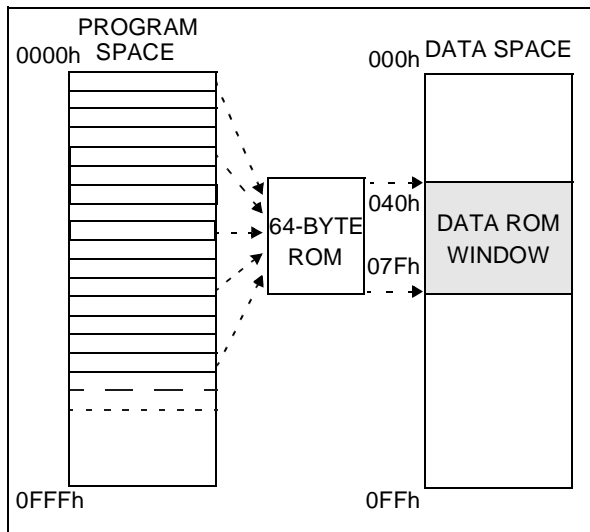 PROGRAM
SPACE
0000h
0FFFh
64-BYTE
ROM
000h
DATA SPACE
040h
07Fh
DATA ROM
WINDOW
0FFh